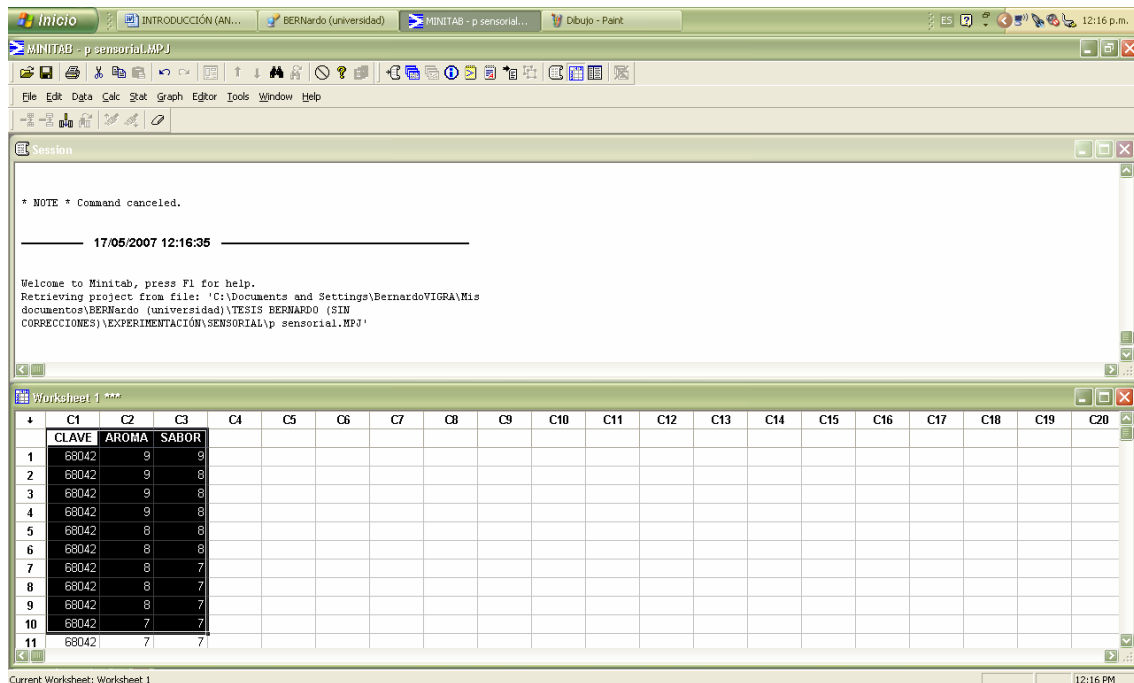 Inicio
INTRODUCCIÓN (AN...
BERNardo (universidad)
MINITAB - p sensorial...
Dibujo - Paint
ES
12:16 p.m.
MINITAB - p sensorial.MPJ
File Edit Data Calc Stat Graph Editor Tools Window Help
Session
* NOTE * Command canceled.
17/05/2007 12:16:35
Welcome to Minitab, press F1 for help.
Retrieving project from file: 'C:\Documents and Settings\BernardoVIGRA\Mis
documentos\BERNardo (universidad)\TESIS BERNARDO (SIN
CORRECCIONES)\EXPERIMENTACIÓN\SENSORIAL\p sensorial.MPJ'
Worksheet 1 ***
C1 C2 C3 C4 C5 C6 C7 C8 C9 C10 C11 C12 C13 C14 C15 C16 C17 C18 C19 C20
CLAVE AROMA SABOR
1 68042 9 9
2 68042 9 8
3 68042 9 8
4 68042 9 8
5 68042 8 8
6 68042 8 8
7 68042 8 7
8 68042 8 7
9 68042 8 7
10 68042 7 7
11 68042 7 7
Current Worksheet: Worksheet 1
12:16 PM